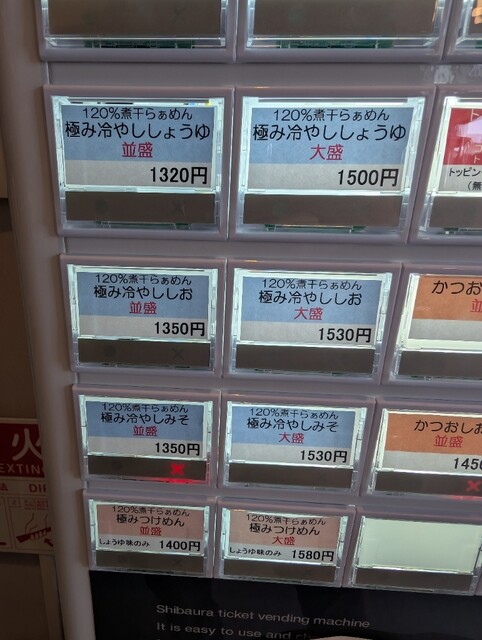 120%煮干らぁめん
極み冷やししょうゆ
並盛
1320円
120%煮干らぁめん
極み冷やししょうゆ
大盛
1500円
トッピン
(無
120%煮干らぁめん
極み冷やししお
並盛
1350円
120%煮干らぁめん
極み冷やししお
大盛
1530円
かつお
120%煮干らぁめん
極み冷やしみそ
並盛
1350円
120%煮干らぁめん
極み冷やしみそ
大盛
1530円
かつおしお
並盛
1450
120%煮干らぁめん
極みつけめん
並盛
しょうゆ味のみ 1400円
120%煮干らぁめん
極みつけめん
大盛
しょうゆ味のみ 1580円
火
EXTING
DI
Shibaura ticket vending machine
It is easy to use and